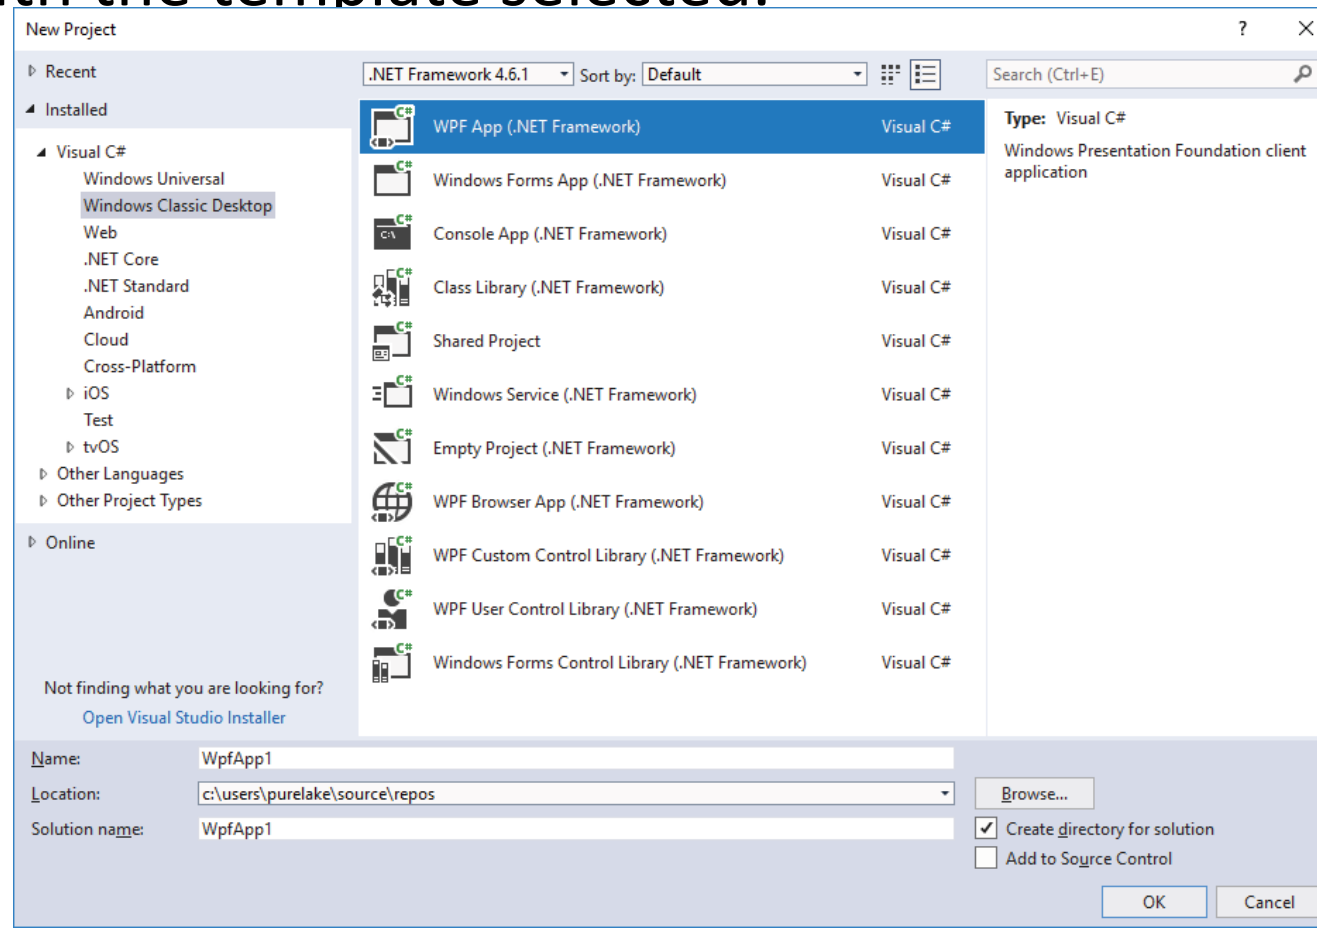 with the template selected.
New Project
?
Recent
Installed
Visual C#
Windows Universal
Windows Classic Desktop
Web
.NET Core
.NET Standard
Android
Cloud
Cross-Platform
iOS
Test
tvOS
Other Languages
Other Project Types
Online
Not finding what you are looking for?
Open Visual Studio Installer
.NET Framework 4.6.1
Sort by: Default
WPF App (.NET Framework) Visual C#
Windows Forms App (.NET Framework) Visual C#
Console App (.NET Framework) Visual C#
Class Library (.NET Framework) Visual C#
Shared Project Visual C#
Windows Service (.NET Framework) Visual C#
Empty Project (.NET Framework) Visual C#
WPF Browser App (.NET Framework) Visual C#
WPF Custom Control Library (.NET Framework) Visual C#
WPF User Control Library (.NET Framework) Visual C#
Windows Forms Control Library (.NET Framework) Visual C#
Search (Ctrl+E)
Type: Visual C#
Windows Presentation Foundation client
application
Name: WpfApp1
Location: c:\users\purelake\source\repos
Browse...
Solution name: WpfApp1
Create directory for solution
Add to Source Control
OK Cancel